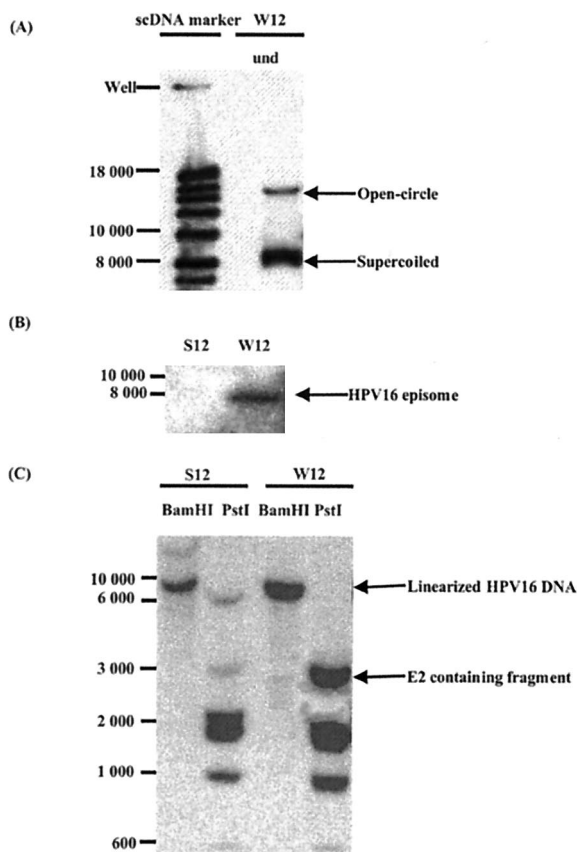 (A)
scDNA marker W12
und
Well
18 000
Open-circle
10 000
8 000
Supercoiled
(B)
S12 W12
10 000
8 000
HPV16 episome
(C)
S12 W12
BamHI PstI BamHI PstI
10 000
Linearized HPV16 DNA
6 000
3 000
E2 containing fragment
2 000
1 000
600